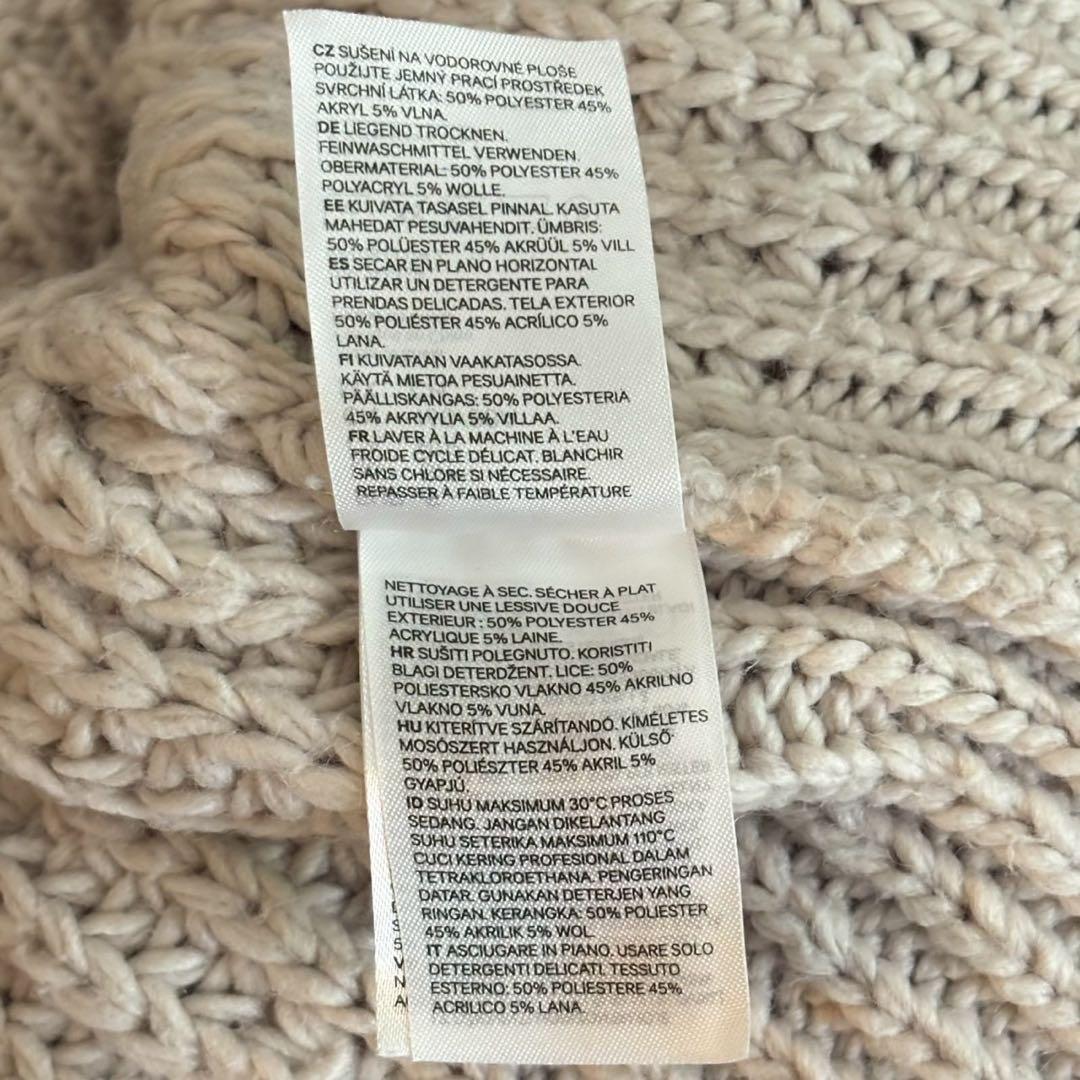 CZ SUŠENÍ NA VODOROVNÉ PLOŠE
POUŽIJTE JEMNÝ PRACÍ PROSTŘEDEK
SVRCHNÍ LÁTKA: 50% POLYESTER 45%
AKRYL 5% VLNA.
DE LIEGEND TROCKNEN.
FEINWASCHMITTEL VERWENDEN.
OBERMATERIAL: 50% POLYESTER 45%
POLYACRYL 5% WOLLE.
EE KUIVATA TASASEL PINNAL. KASUTA
MAHEDAT PESUVAHENDIT. ÜMBRIS:
50% POLÜESTER 45% AKRÜÜL 5% VILL
ES SECAR EN PLANO HORIZONTAL
UTILIZAR UN DETERGENTE PARA
PRENDAS DELICADAS. TELA EXTERIOR
50% POLIÉSTER 45% ACRÍLICO 5%
LANA.
FI KUIVATAAN VAAKATASOSSA.
KÄYTÄ MIETOA PESUAINETTA.
PÄÄLLISKANGAS: 50% POLYESTERIA
45% AKRYYLIA 5% VILLAA.
FR LAVER À LA MACHINE À L'EAU
FROIDE CYCLE DÉLICAT. BLANCHIR
SANS CHLORE SI NÉCESSAIRE.
REPASSER À FAIBLE TEMPÉRATURE
NETTOYAGE À SEC. SÉCHER À PLAT
UTILISER UNE LESSIVE DOUCE
EXTERIEUR : 50% POLYESTER 45%
ACRYLIQUE 5% LAINE.
HR SUŠITI POLEGNUTO. KORISTITI
BLAGI DETERDŽENT. LICE: 50%
POLIESTERSKO VLAKNO 45% AKRILNO
VLAKNO 5% VUNA.
HU KITERÍTVE SZÁRÍTANDÓ. KÍMÉLETES
MOSÓSZERT HASZNÁLJON. KÜLSŐ
50% POLIÉSZTER 45% AKRIL 5%
GYAPJÚ.
ID SUHU MAKSIMUM 30°C PROSES
SEDANG. JANGAN DIKELANTANG
SUHU SETERIKA MAKSIMUM 110°C
CUCI KERING PROFESIONAL DALAM
TETRAKLOROETHANA. PENGERINGAN
DATAR. GUNAKAN DETERJEN YANG
RINGAN. KERANGKA: 50% POLIESTER
45% AKRILIK 5% WOL.
IT ASCIUGARE IN PIANO. USARE SOLO
DETERGENTI DELICATI. TESSUTO
ESTERNO: 50% POLIESTERE 45%
ACRILICO 5% LANA.